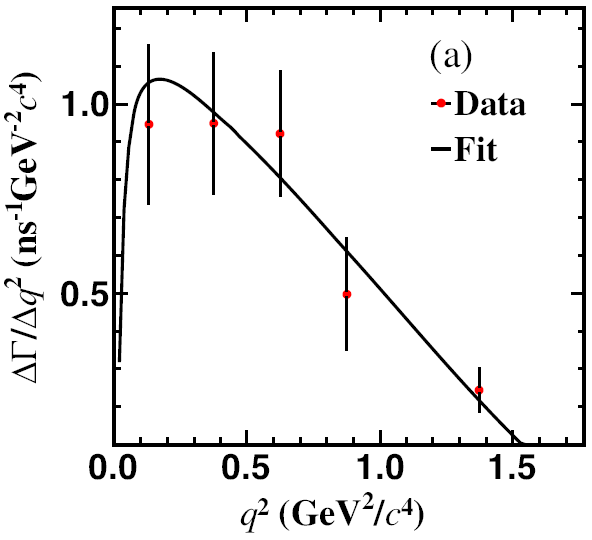 (a)
Data
Fit
1.0
0.5
0.0 0.5 1.0 1.5
ΔΓ/Δq² (ns⁻¹GeV⁻²c⁴)
q² (GeV²/c⁴)